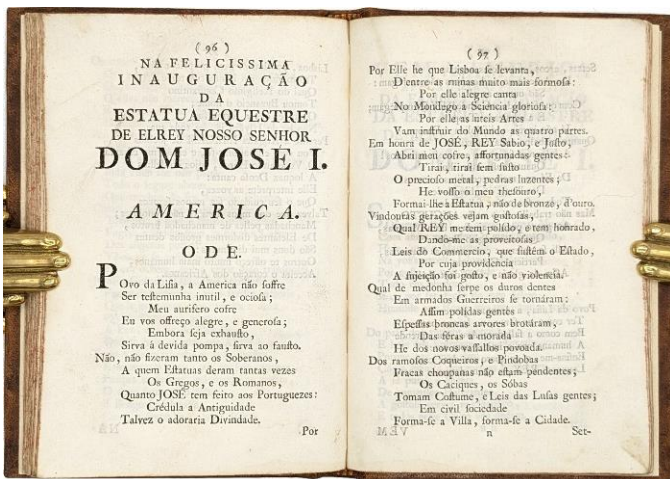 ( 96 )
NA FELICISSIMA
INAUGURAÇÃO
DA
ESTATUA EQUESTRE
DE ELREY NOSSO SENHOR
DOM JOSÉ I.
AMERICA.
ODE.
POvo da Lisia, a America não soffre
Ser testemunha inutil, e ociosa;
Meu aurifero cofre
Eu vos offreço alegre, e generosa;
Embora seja exhausto,
Sirva à devida pompa, sirva ao fausto.
Não, não fizeram tanto os Soberanos,
A quem Estatuas deram tantas vezes
Os Gregos, e os Romanos,
Quanto JOSÉ tem feito aos Portuguezes:
Crédula a Antiguidade
Talvez o adoraria Divindade.
Por
( 97 )
Por Elle he que Lisboa se levanta,
D'entre as ruinas muito mais formosa:
Por elle alegre canta
No Mondego a Sciencia gloriosa:
Por elle as uteis Artes
Vam instruir do Mundo as quatro partes.
Em honra de JOSÉ, REY Sabio, e Justo,
Abri meu cofre, affortunadas gentes:
Tirai, tirai sem susto
O precioso metal, pedras luzentes;
He vosso o meu thesouro,
Formai-lhe a Estatua, não de bronze, d'ouro.
Vindouras gerações vejam gostosas,
Qual REY me tem polido, e tem honrado,
Dando-me as proveitosas
Leis do Commercio, que sustêm o Estado,
Por cuja providencia
A sujeição foi gosto, e não violencia.
Qual de medonha serpe os duros dentes
Em armados Guerreiros se tornáram:
Assim polidas gentes
Espessas broncas arvores brotáram,
Das féras a morada
He dos novos vassallos povoada.
Dos ramosos Coqueiros, e Pindobas
Fracas choupanas não estam pendentes;
Os Caciques, os Sóbas
Tomam Costume, e Leis das Lusas gentes;
Em civil sociedade
Forma-se a Villa, forma-se a Cidade.
n
Set-